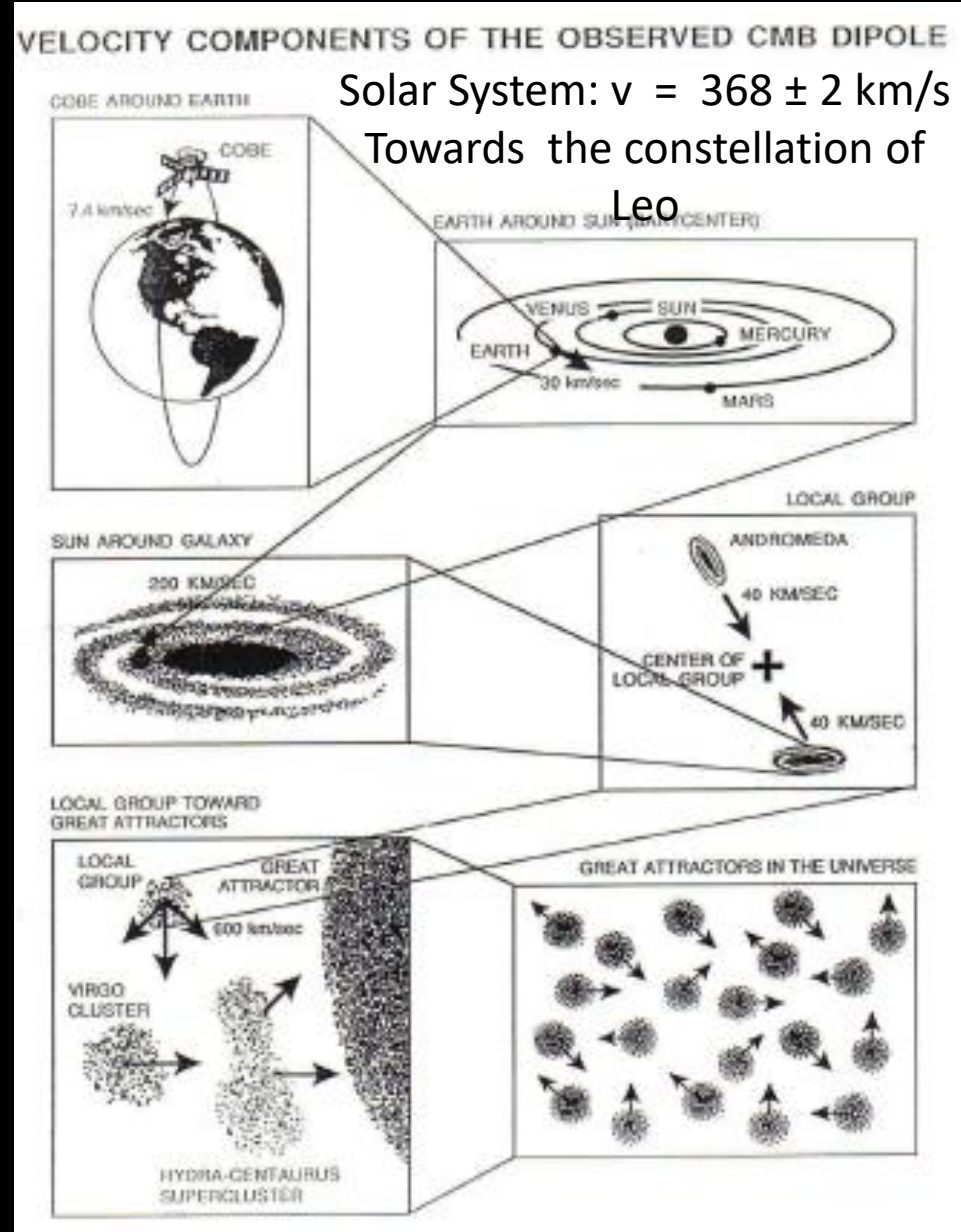 VELOCITY COMPONENTS OF THE OBSERVED CMB DIPOLE
Solar System: v = 368 ± 2 km/s
Towards the constellation of
Leo
COBE AROUND EARTH
COBE
7.4 km/sec
EARTH AROUND SUN (BARYCENTER)
VENUS
SUN
MERCURY
EARTH
30 km/sec
MARS
SUN AROUND GALAXY
200 KM/SEC
LOCAL GROUP
ANDROMEDA
40 KM/SEC
CENTER OF
LOCAL GROUP
40 KM/SEC
LOCAL GROUP TOWARD
GREAT ATTRACTORS
LOCAL
GROUP
GREAT
ATTRACTOR
600 km/sec
VIRGO
CLUSTER
HYDRA-CENTAURUS
SUPERCLUSTER
GREAT ATTRACTORS IN THE UNIVERSE